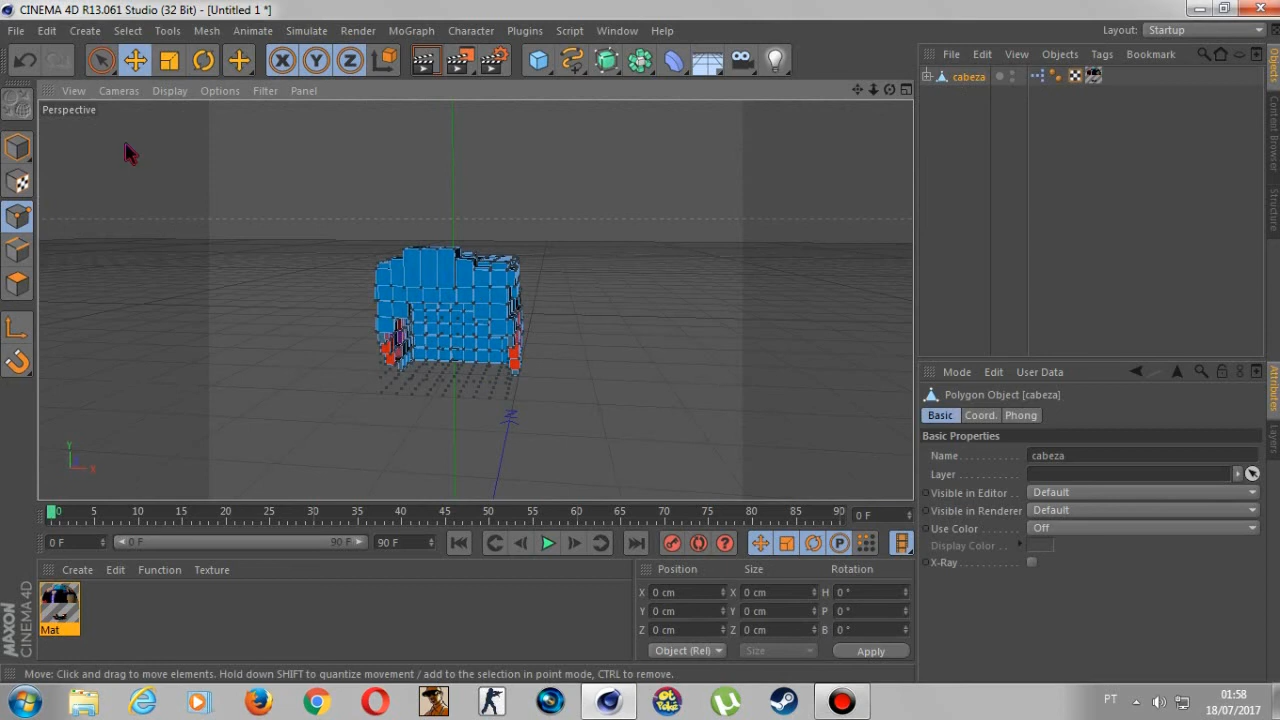 CINEMA 4D R13.061 Studio (32 Bit) - [Untitled 1 *]
File Edit Create Select Tools Mesh Animate Simulate Render MoGraph Character Plugins Script Window Help Layout: Startup
X Y Z
File Edit View Objects Tags Bookmark
cabeza
View Cameras Display Options Filter Panel
Perspective
Y
X
Z
Objects
Content Browser
Structure
Mode Edit User Data
Polygon Object [cabeza]
Basic Coord. Phong
Basic Properties
Name . . . . . . . . . . . cabeza
Layer . . . . . . . . . . .
Visible in Editor . . Default
Visible in Renderer Default
Use Color . . . Off
Display Color . .
X-Ray . . . . . . .
Attributes
Layers
0 5 10 15 20 25 30 35 40 45 50 55 60 65 70 75 80 85 90 0 F
0 F 0 F 90 F 90 F
P
Create Edit Function Texture
Mat
Position Size Rotation
X 0 cm X 0 cm H 0 °
Y 0 cm Y 0 cm P 0 °
Z 0 cm Z 0 cm B 0 °
Object (Rel) Size Apply
MAXON CINEMA 4D
Move: Click and drag to move elements. Hold down SHIFT to quantize movement / add to the selection in point mode, CTRL to remove.
PT 01:58
18/07/2017